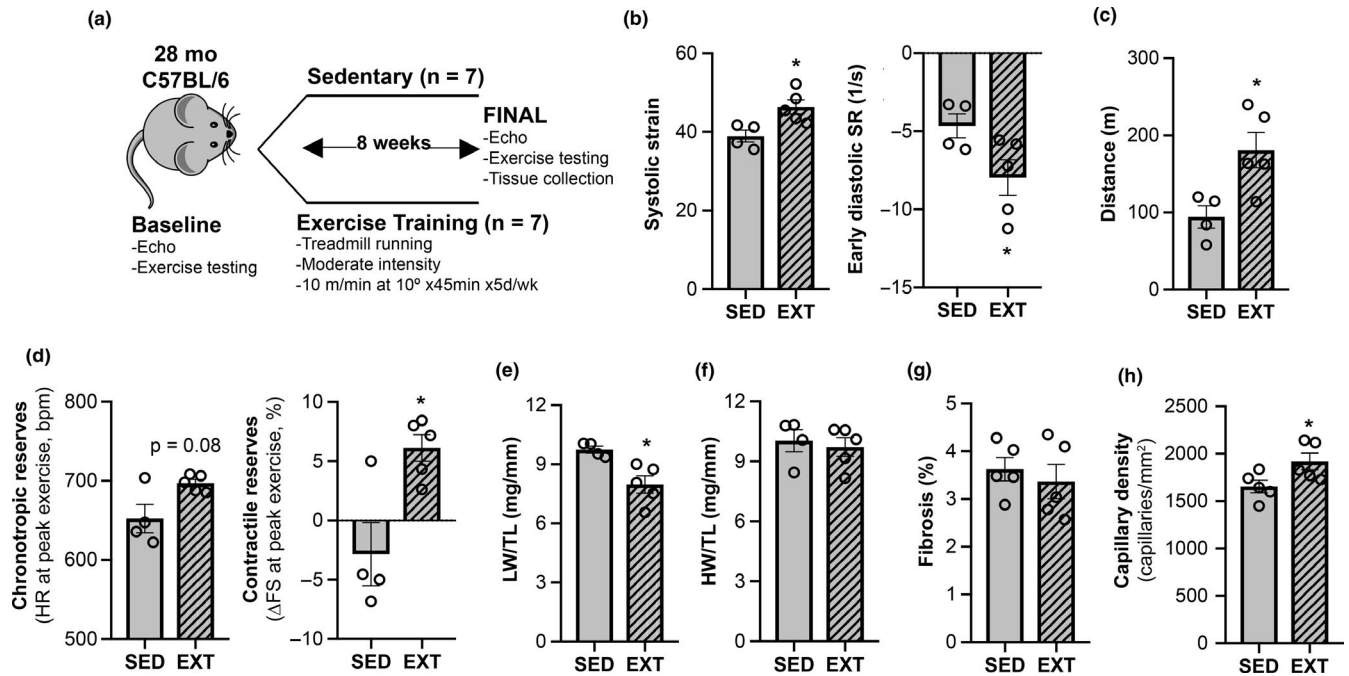 (a)
28 mo
C57BL/6
Sedentary (n = 7)
8 weeks
FINAL
-Echo
-Exercise testing
-Tissue collection
Baseline
-Echo
-Exercise testing
Exercise Training (n = 7)
-Treadmill running
-Moderate intensity
-10 m/min at 10º x45min x5d/wk
(b)
Systolic strain
60
40
20
0
*
SED EXT
Early diastolic SR (1/s)
0
−5
−10
−15
*
SED EXT
(c)
Distance (m)
300
200
100
0
*
SED EXT
(d)
Chronotropic reserves
(HR at peak exercise, bpm)
800
700
600
500
p = 0.08
SED EXT
Contractile reserves
(ΔFS at peak exercise, %)
10
5
0
−5
−10
*
SED EXT
(e)
LW/TL (mg/mm)
12
9
6
3
0
*
SED EXT
(f)
HW/TL (mg/mm)
12
9
6
3
0
SED EXT
(g)
Fibrosis (%)
5
4
3
2
1
0
SED EXT
(h)
Capillary density
(capillaries/mm²)
2500
2000
1500
1000
500
0
*
SED EXT